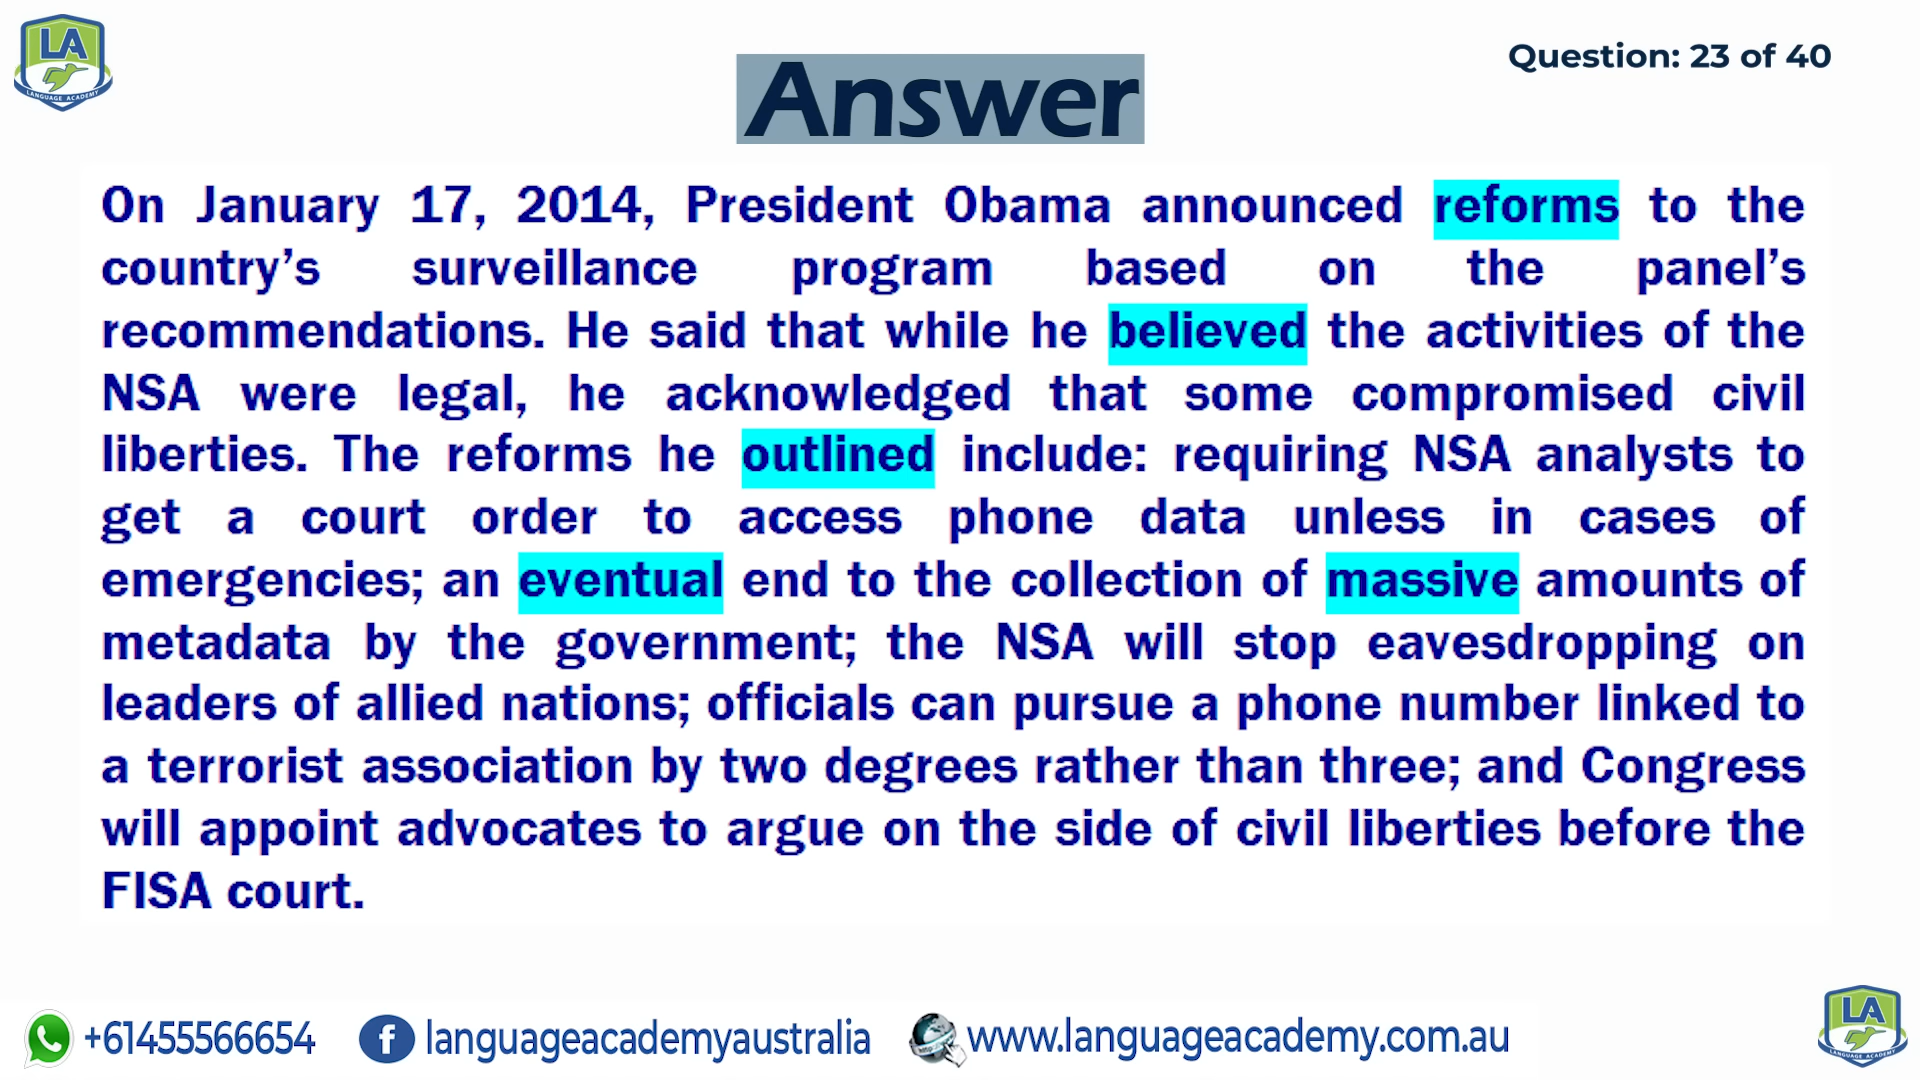 LA
LANGUAGE ACADEMY
Question: 23 of 40
Answer
On January 17, 2014, President Obama announced reforms to the
country’s surveillance program based on the panel’s
recommendations. He said that while he believed the activities of the
NSA were legal, he acknowledged that some compromised civil
liberties. The reforms he outlined include: requiring NSA analysts to
get a court order to access phone data unless in cases of
emergencies; an eventual end to the collection of massive amounts of
metadata by the government; the NSA will stop eavesdropping on
leaders of allied nations; officials can pursue a phone number linked to
a terrorist association by two degrees rather than three; and Congress
will appoint advocates to argue on the side of civil liberties before the
FISA court.
+61455566654 languageacademyaustralia www.languageacademy.com.au
LA
LANGUAGE ACADEMY